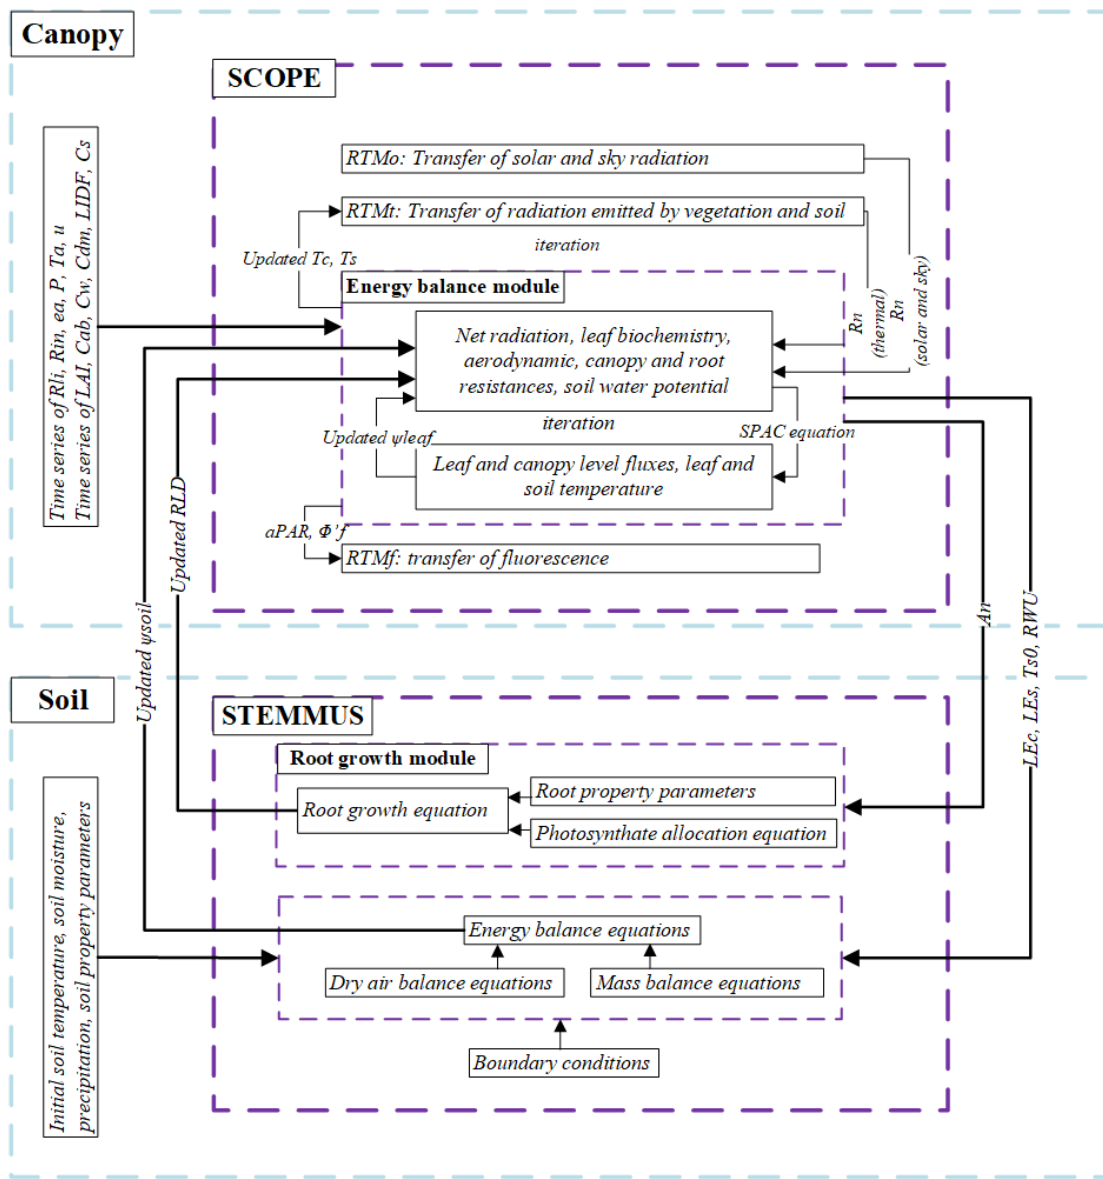 Canopy
SCOPE
Time series of Rli, Rin, ea, P, Ta, u
Time series of LAI, Cab, Cw, Cdm, LIDF, Cs
RTMo: Transfer of solar and sky radiation
RTMt: Transfer of radiation emitted by vegetation and soil
iteration
Updated Tc, Ts
Energy balance module
Rn
(thermal)
Rn
(solar and sky)
Net radiation, leaf biochemistry,
aerodynamic, canopy and root
resistances, soil water potential
iteration
Updated ψleaf
SPAC equation
Leaf and canopy level fluxes, leaf and
soil temperature
aPAR, Φ'f
RTMf: transfer of fluorescence
Updated RLD
Updated ψsoil
An
LEc, LEs, Ts0, RWU
Soil
STEMMUS
Root growth module
Root growth equation
Root property parameters
Photosynthate allocation equation
Initial soil temperature, soil moisture,
precipitation, soil property parameters
Energy balance equations
Dry air balance equations
Mass balance equations
Boundary conditions